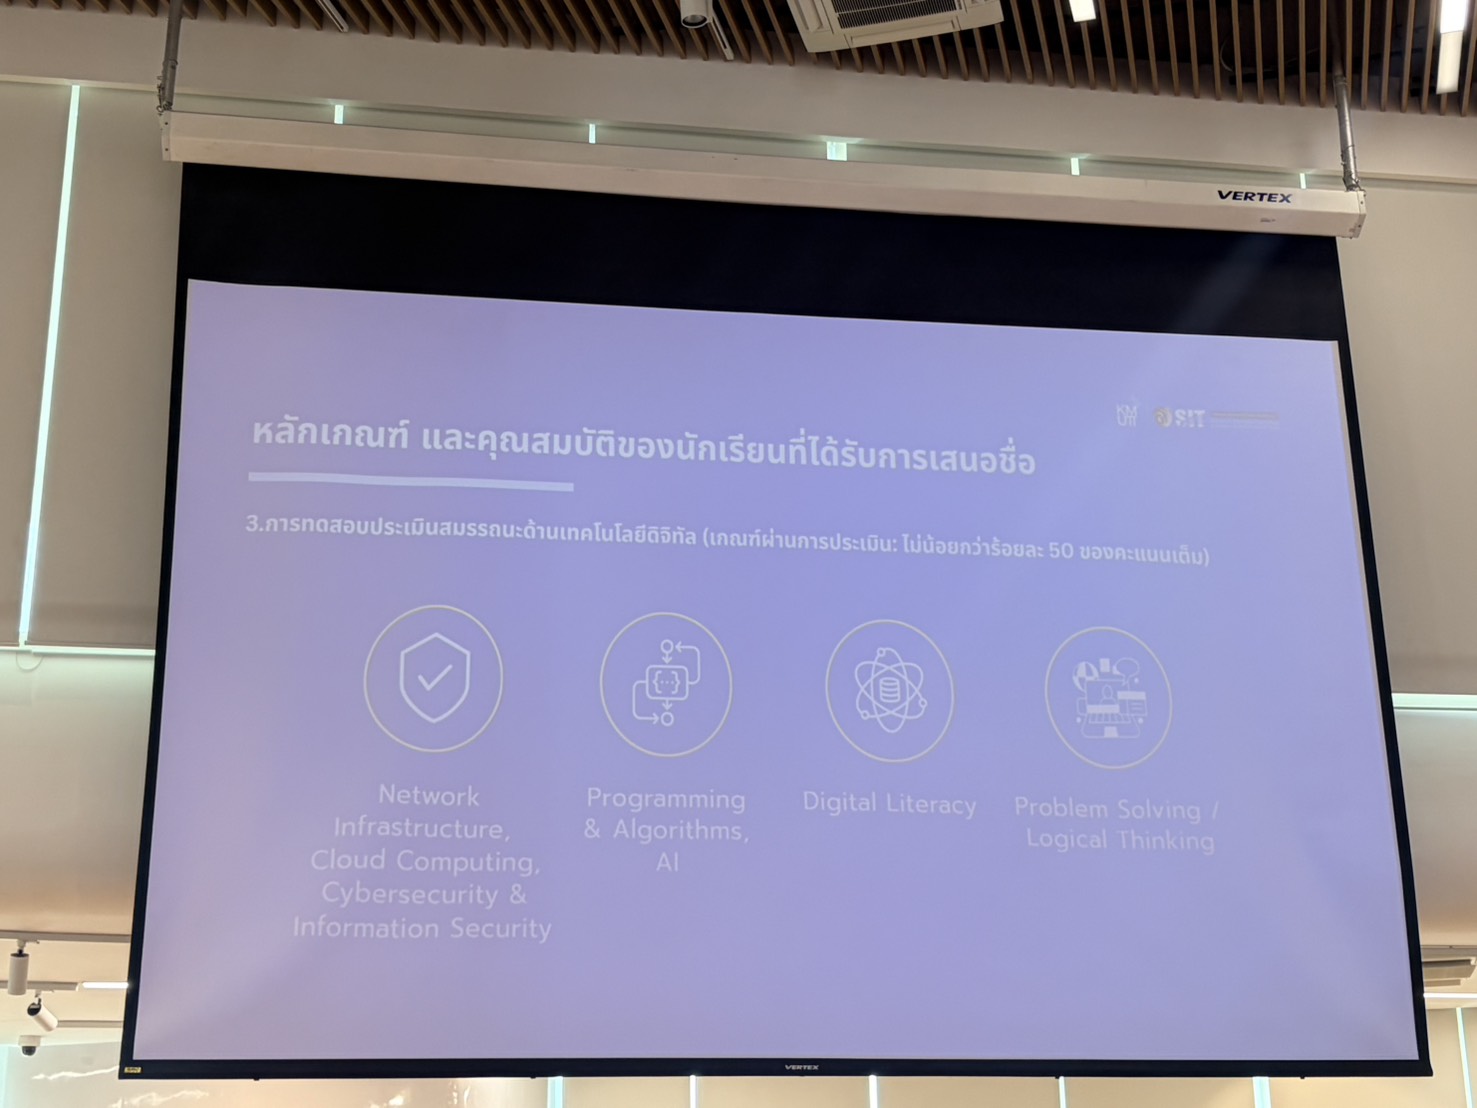 VERTEX
KM
UTT
SIT
หลักเกณฑ์ และคุณสมบัติของนักเรียนที่ได้รับการเสนอชื่อ
3.การทดสอบประเมินสมรรถนะด้านเทคโนโลยีดิจิทัล (เกณฑ์ผ่านการประเมิน: ไม่น้อยกว่าร้อยละ 50 ของคะแนนเต็ม)
Network
Infrastructure,
Cloud Computing,
Cybersecurity &
Information Security
Programming
& Algorithms,
AI
Digital Literacy
Problem Solving /
Logical Thinking
VERTEX